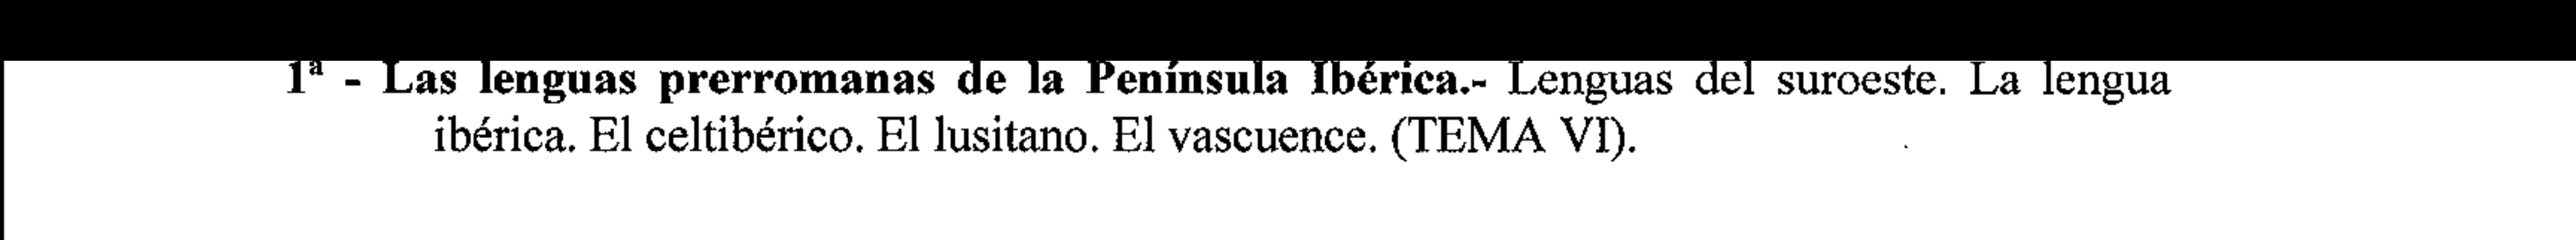 1ª - Las lenguas prerromanas de la Península Ibérica.- Lenguas del suroeste. La lengua
ibérica. El celtibérico. El lusitano. El vascuence. (TEMA VI).